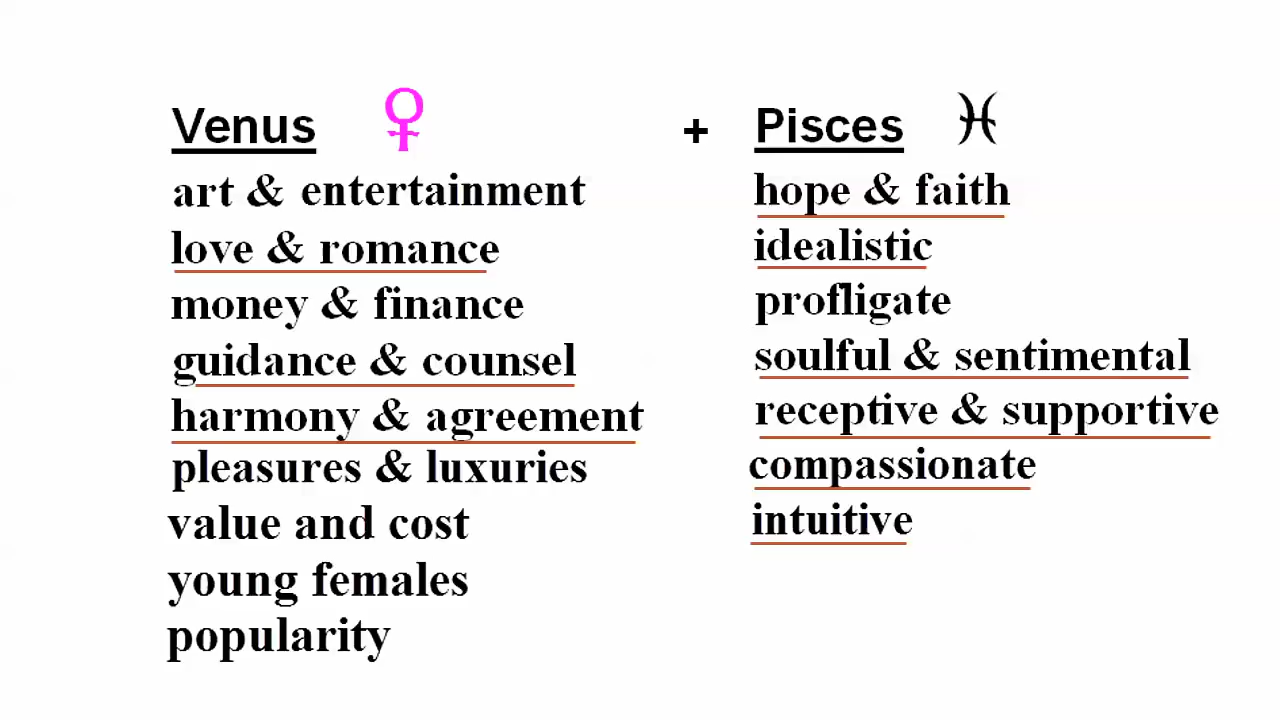 Venus ♀ + Pisces ♓
art & entertainment
love & romance
money & finance
guidance & counsel
harmony & agreement
pleasures & luxuries
value and cost
young females
popularity
hope & faith
idealistic
profligate
soulful & sentimental
receptive & supportive
compassionate
intuitive